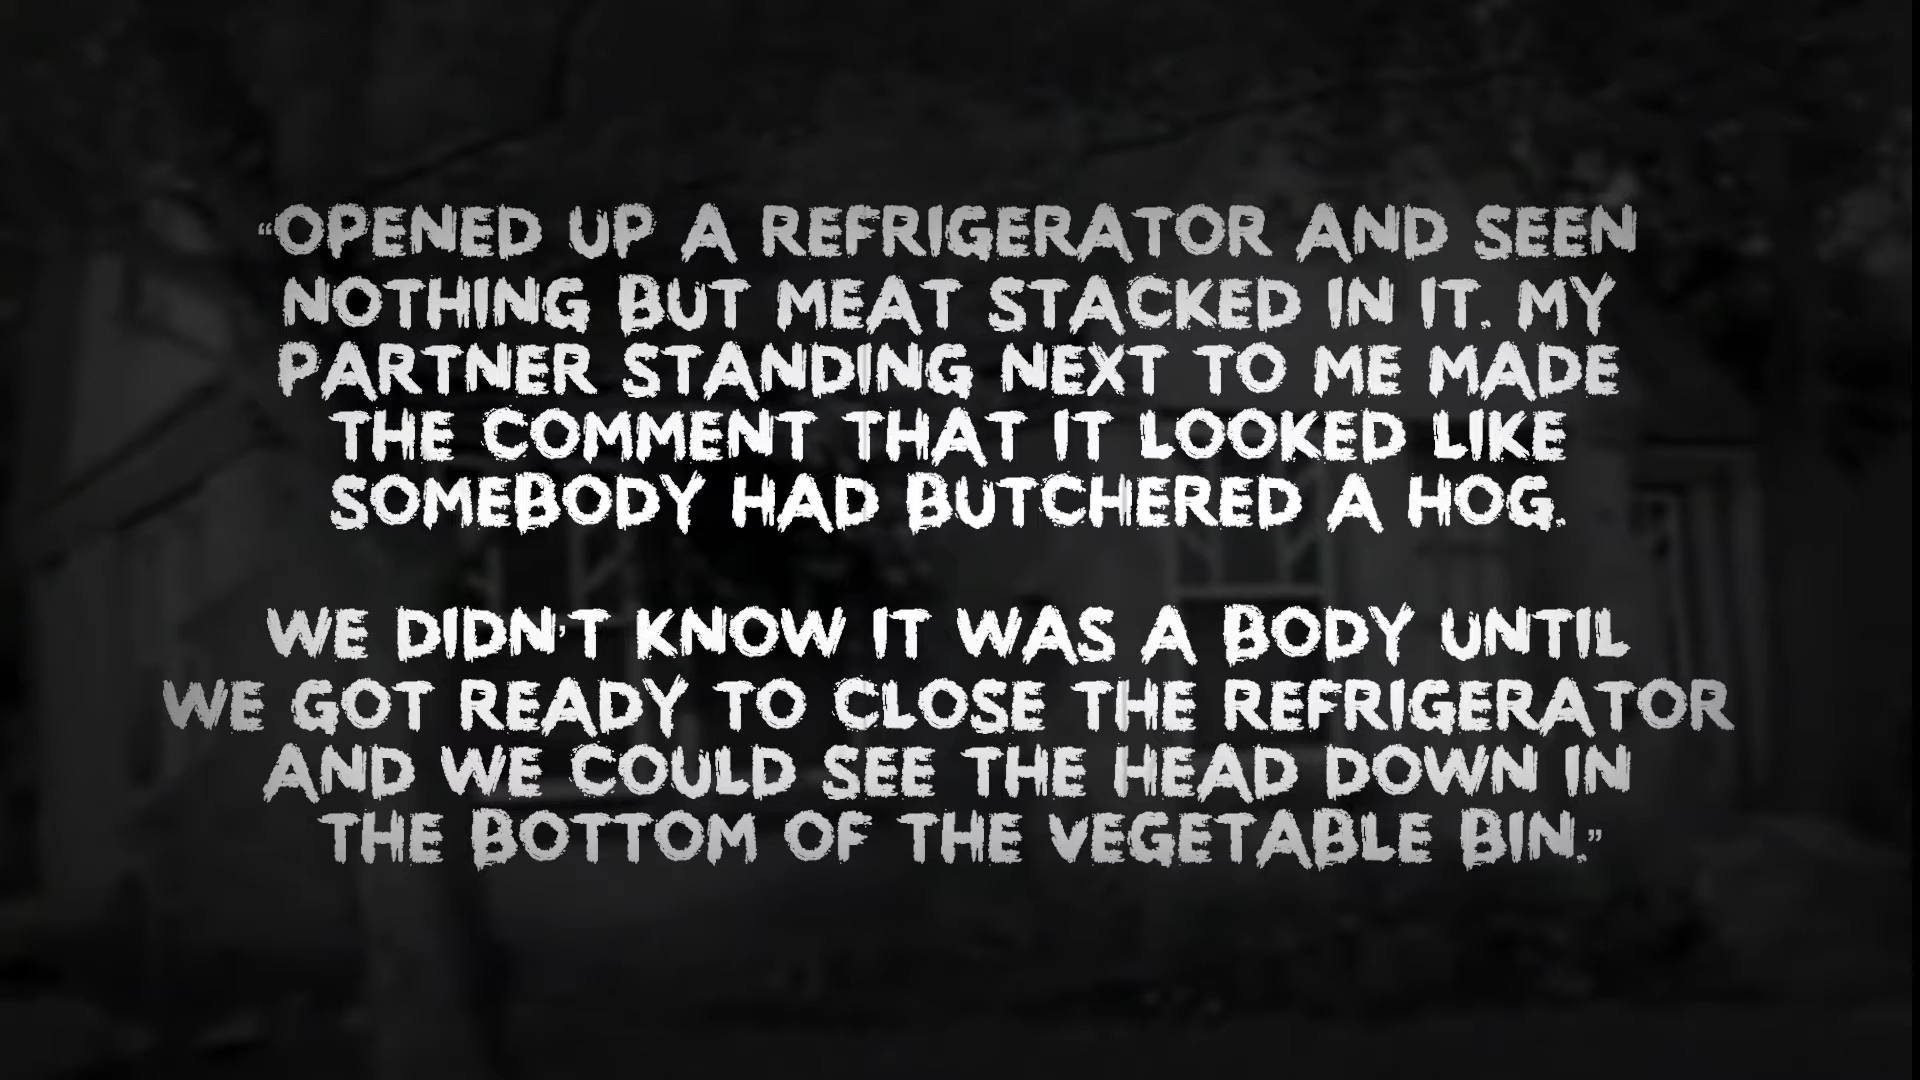 “OPENED UP A REFRIGERATOR AND SEEN
NOTHING BUT MEAT STACKED IN IT. MY
PARTNER STANDING NEXT TO ME MADE
THE COMMENT THAT IT LOOKED LIKE
SOMEBODY HAD BUTCHERED A HOG.
WE DIDN'T KNOW IT WAS A BODY UNTIL
WE GOT READY TO CLOSE THE REFRIGERATOR
AND WE COULD SEE THE HEAD DOWN IN
THE BOTTOM OF THE VEGETABLE BIN.”